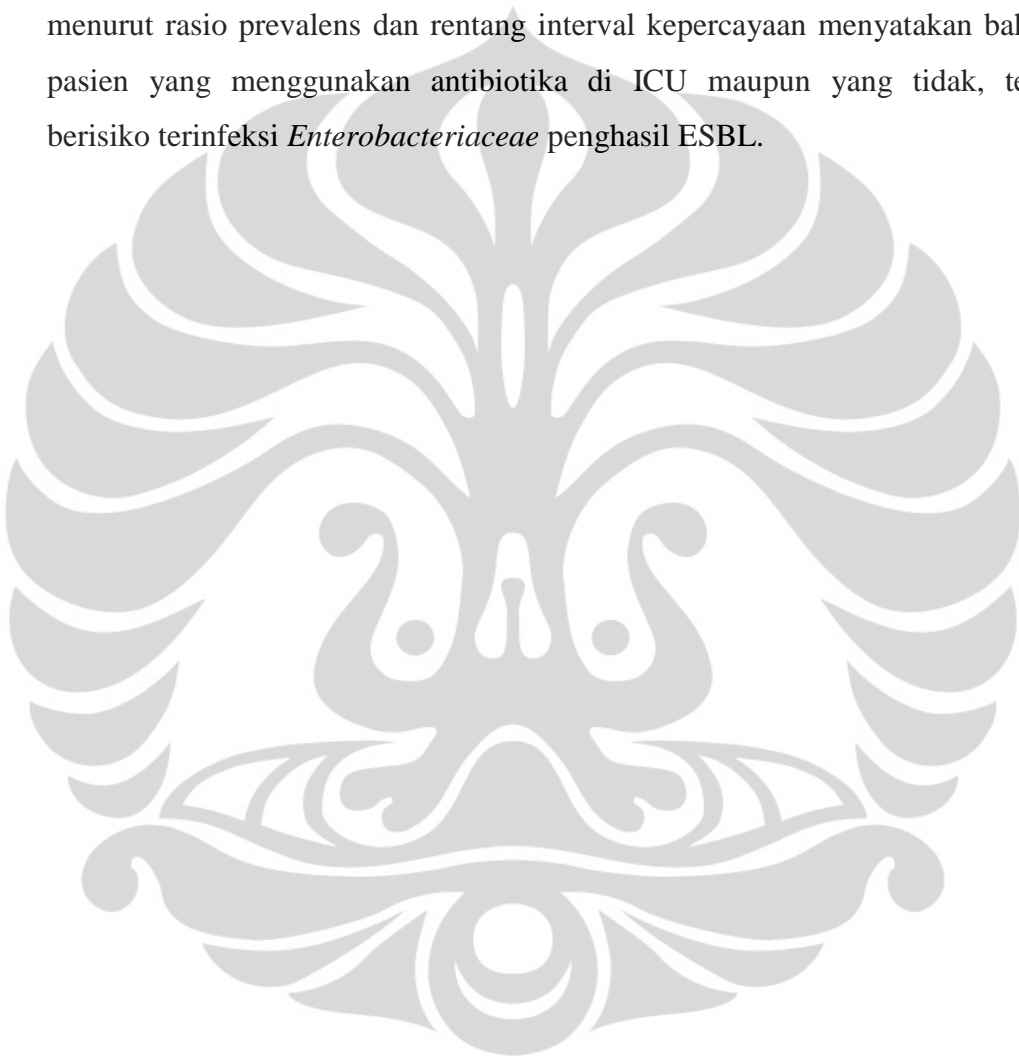 menurut rasio prevalens dan rentang interval kepercayaan menyatakan
pasien yang menggunakan antibiotika di ICU maupun yang tidak,
berisiko terinfeksi Enterobacteriaceae penghasil ESBL.